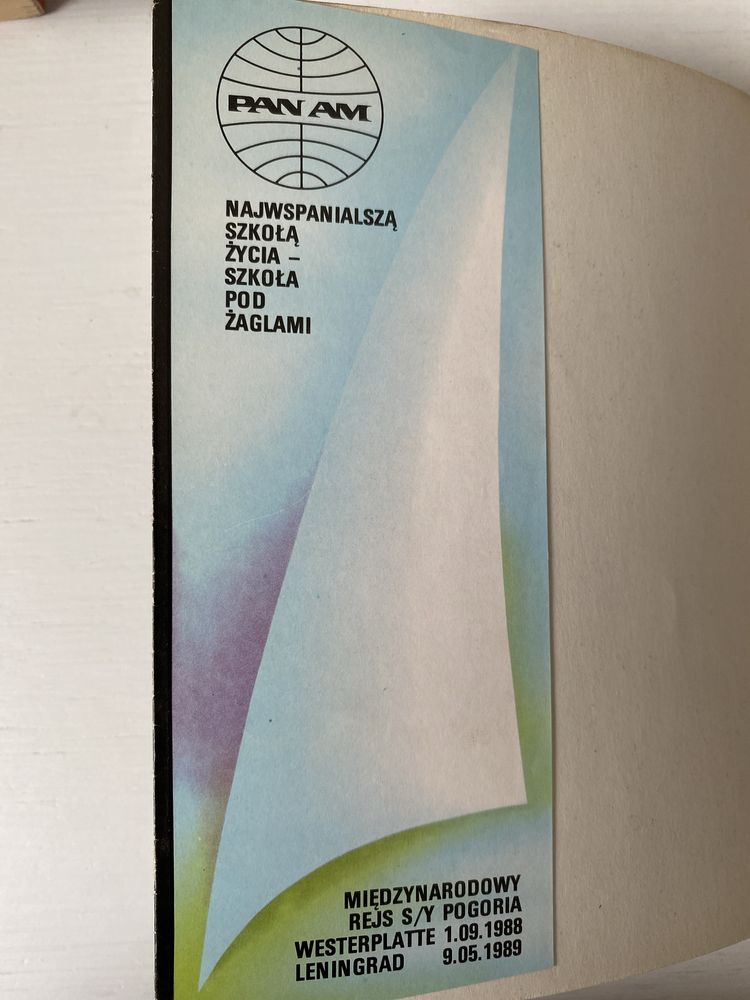 PAN AM
NAJWSPANIALSZĄ
SZKOŁĄ
ŻYCIA –
SZKOŁA
POD
ŻAGLAMI
MIĘDZYNARODOWY
REJS S/Y POGORIA
WESTERPLATTE 1.09.1988
LENINGRAD 9.05.1989